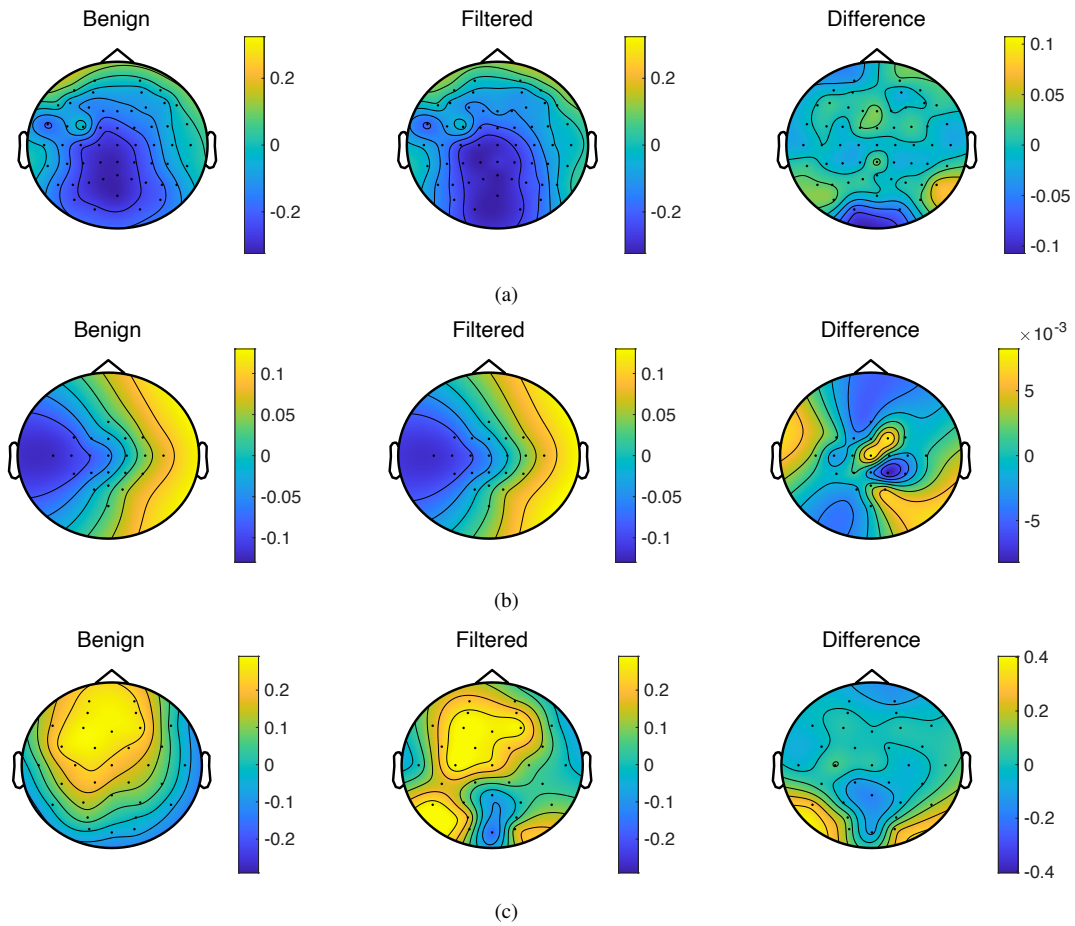 Benign Filtered Difference
0.2 0.2 0.1
0.05
0 0 0
-0.05
-0.2 -0.2 -0.1
(a)
Benign Filtered Difference
×10⁻³
0.1 0.1 5
0.05 0.05
0 0 0
-0.05 -0.05
-0.1 -0.1 -5
(b)
Benign Filtered Difference
0.4
0.2 0.2 0.2
0.1 0.1
0 0 0
-0.1 -0.1
-0.2 -0.2 -0.2
-0.4
(c)